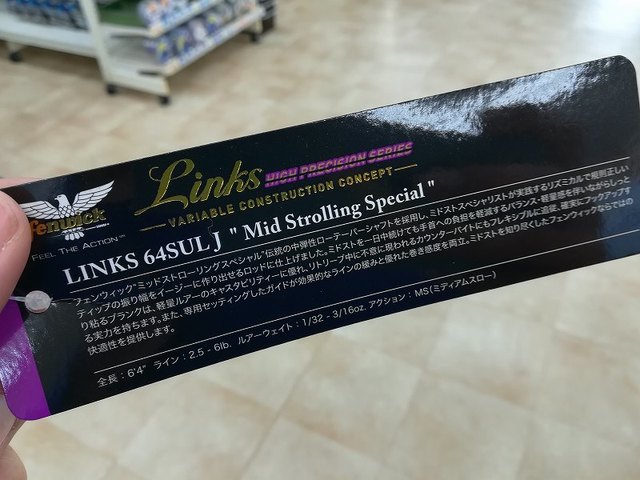 Links HIGH PRECISION SERIES
VARIABLE CONSTRUCTION CONCEPT
Fenwick
FEEL THE ACTION
LINKS 64SUL J "Mid Strolling Special"
フェンウィック"ミッドストローリングスペシャル"伝統の中弾性ローテーパーシャフトを採用し、ミドストスペシャリストが実践するリズミカルで規則正しい
ティップの振り幅をイージーに作り出せるロッドに仕上げました。ミドストを一日中続けても手首への負担を軽減するバランス・軽量感を伴いながらしっと
り粘るブランクは、軽量ルアーのキャスタビリティーに優れ、リトリーブ中に不意に現われるカウンターバイトにもフレキシブルに追従、確実にフックアップす
る実力を持ちます。また、専用セッティングしたガイドが効果的なラインの緩みと優れた巻き感度を両立。ミドストを知り尽くしたフェンウィックならではの
快適性を提供します。
全長：6'4" ライン：2.5 - 6lb. ルアーウェイト：1/32 - 3/16oz. アクション：MS(ミディアムスロー)